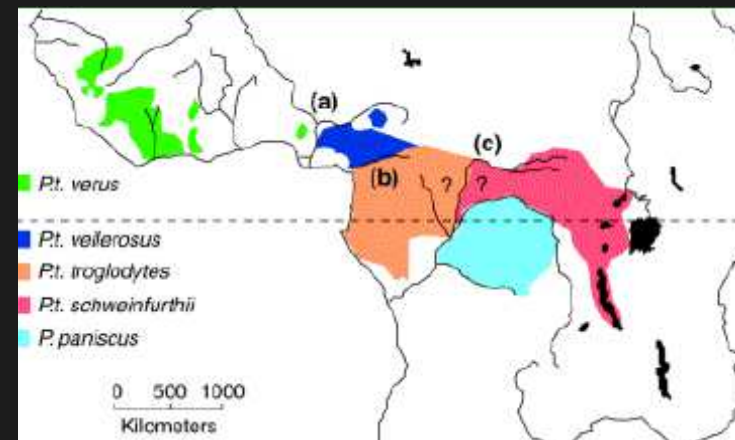 (a)
(c)
(b)
?
?
P.t. verus
P.t. vellerosus
P.t. troglodytes
P.t. schweinfurthii
P. paniscus
0 500 1000
Kilometers